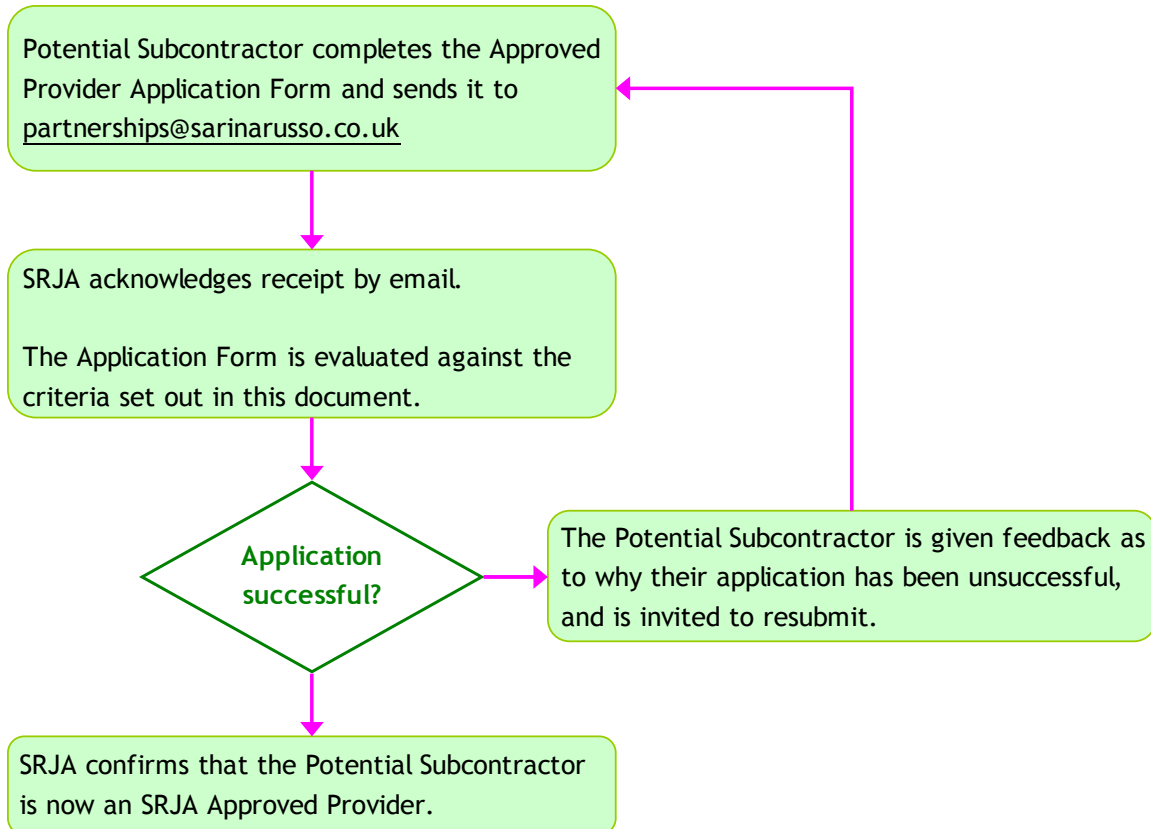 Potential Subcontractor completes the Approved
Provider Application Form and sends it to
partnerships@sarinarusso.co.uk
SRJA acknowledges receipt by email.
The Application Form is evaluated against the
criteria set out in this document.
Application
successful?
The Potential Subcontractor is given feedback as
to why their application has been unsuccessful,
and is invited to resubmit.
SRJA confirms that the Potential Subcontractor
is now an SRJA Approved Provider.